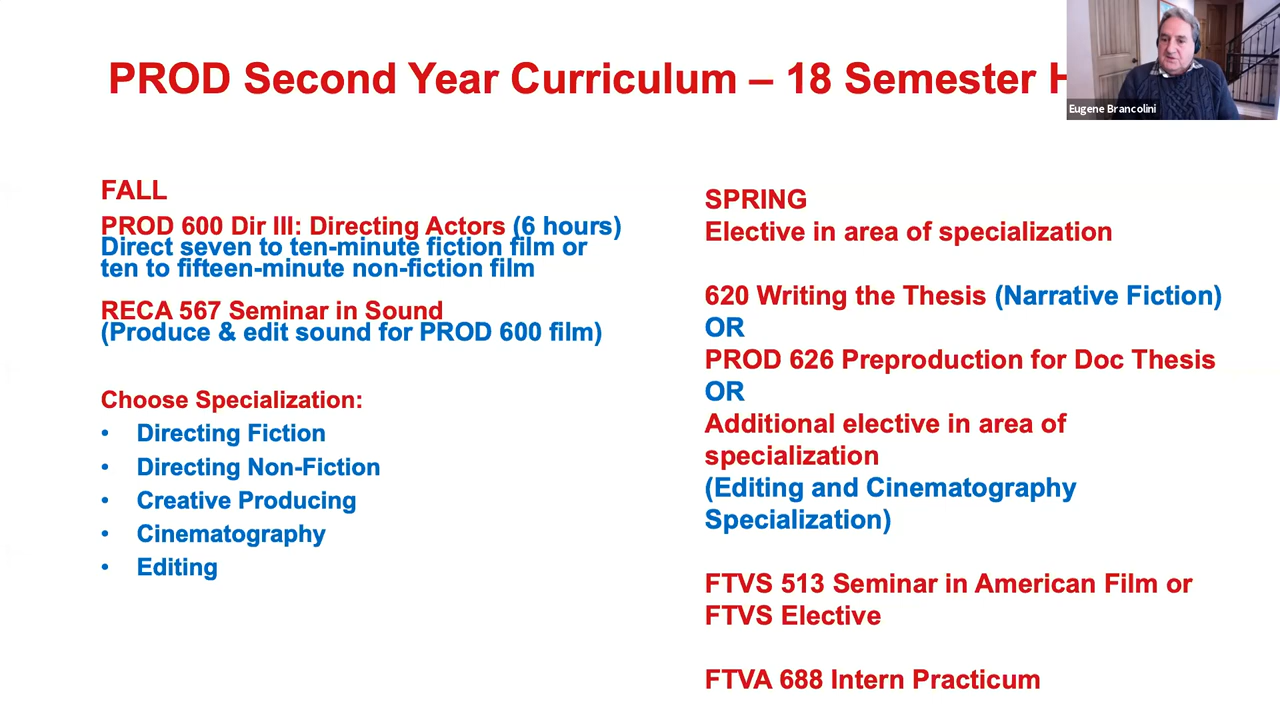 PROD Second Year Curriculum – 18 Semester
Eugene Brancolini
FALL
PROD 600 Dir III: Directing Actors (6 hours)
Direct seven to ten-minute fiction film or
ten to fifteen-minute non-fiction film
RECA 567 Seminar in Sound
(Produce & edit sound for PROD 600 film)
Choose Specialization:
• Directing Fiction
• Directing Non-Fiction
• Creative Producing
• Cinematography
• Editing
SPRING
Elective in area of specialization
620 Writing the Thesis (Narrative Fiction)
OR
PROD 626 Preproduction for Doc Thesis
OR
Additional elective in area of
specialization
(Editing and Cinematography
Specialization)
FTVS 513 Seminar in American Film or
FTVS Elective
FTVA 688 Intern Practicum